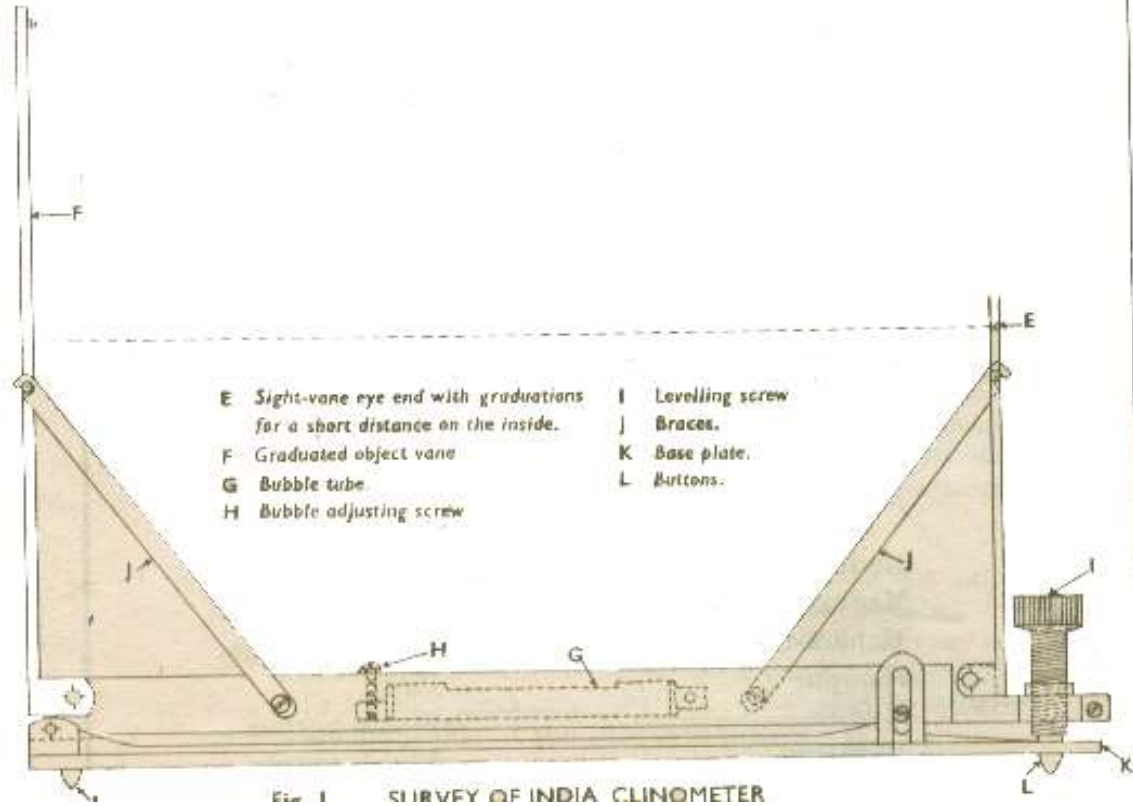 F
E
E Sight-vane eye end with graduations
for a short distance on the inside.
F Graduated object vane
G Bubble tube.
H Bubble adjusting screw
I Levelling screw
J Braces.
K Base plate.
L Buttons.
J
J
I
H
G
K
L
L
Fig. I. SURVEY OF INDIA CLINOMETER